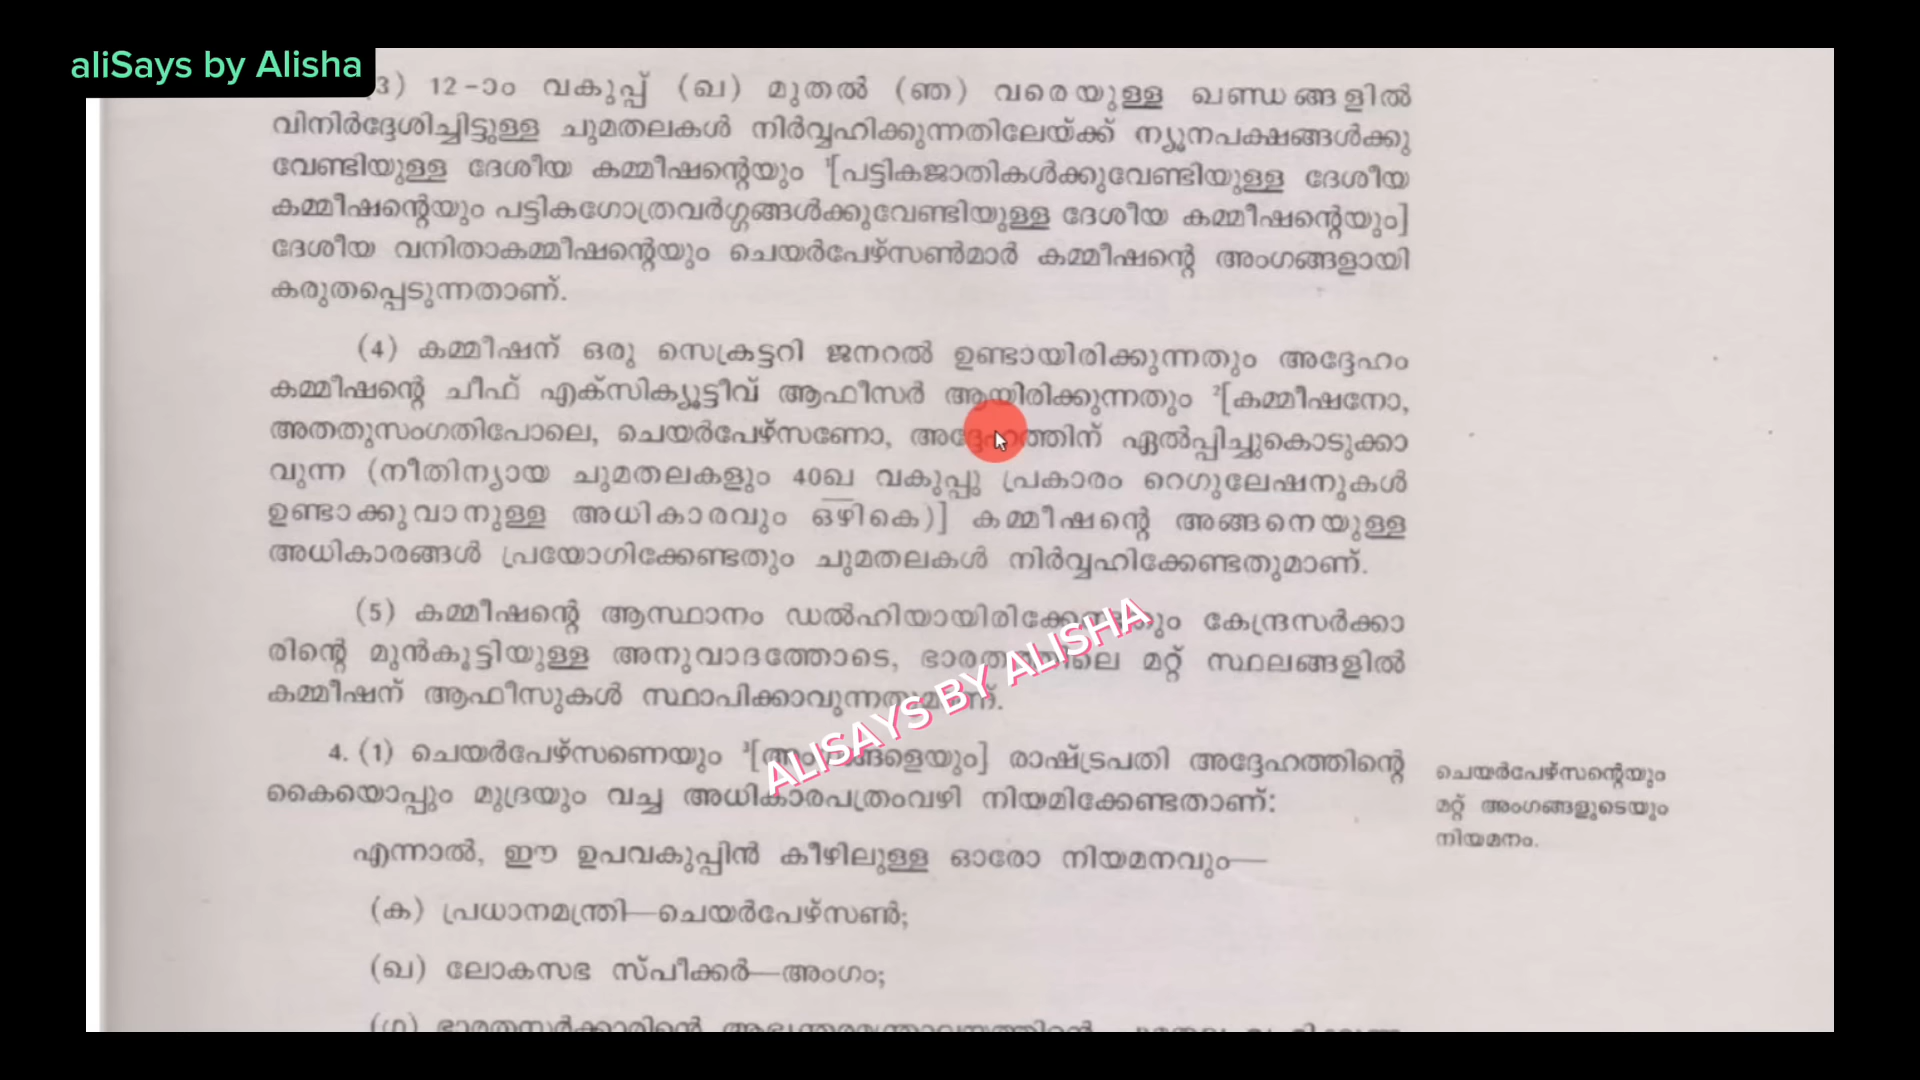 aliSays by Alisha
3) 12-ാം വകുപ്പ് (ഖ) മുതൽ (ഞ) വരെയുള്ള ഖണ്ഡങ്ങളിൽ
വിനിർദ്ദേശിച്ചിട്ടുള്ള ചുമതലകൾ നിർവ്വഹിക്കുന്നതിലേയ്ക്ക് ന്യൂനപക്ഷങ്ങൾക്കു
വേണ്ടിയുള്ള ദേശീയ കമ്മീഷന്റെയും ¹[പട്ടികജാതികൾക്കുവേണ്ടിയുള്ള ദേശീയ
കമ്മീഷന്റെയും പട്ടികഗോത്രവർഗ്ഗങ്ങൾക്കുവേണ്ടിയുള്ള ദേശീയ കമ്മീഷന്റെയും]
ദേശീയ വനിതാകമ്മീഷന്റെയും ചെയർപേഴ്സൺമാർ കമ്മീഷന്റെ അംഗങ്ങളായി
കരുതപ്പെടുന്നതാണ്.
(4) കമ്മീഷന് ഒരു സെക്രട്ടറി ജനറൽ ഉണ്ടായിരിക്കുന്നതും അദ്ദേഹം
കമ്മീഷന്റെ ചീഫ് എക്സിക്യൂട്ടീവ് ആഫീസർ ആയിരിക്കുന്നതും ²[കമ്മീഷനോ,
അതതുസംഗതിപോലെ, ചെയർപേഴ്സണോ, അദ്ദേഹത്തിന് ഏൽപ്പിച്ചുകൊടുക്കാ
വുന്ന (നീതിന്യായ ചുമതലകളും 40ഖ വകുപ്പു പ്രകാരം റെഗുലേഷനുകൾ
ഉണ്ടാക്കുവാനുള്ള അധികാരവും ഒഴികെ)] കമ്മീഷന്റെ അങ്ങനെയുള്ള
അധികാരങ്ങൾ പ്രയോഗിക്കേണ്ടതും ചുമതലകൾ നിർവ്വഹിക്കേണ്ടതുമാണ്.
(5) കമ്മീഷന്റെ ആസ്ഥാനം ഡൽഹിയായിരിക്കേണ്ടതും കേന്ദ്രസർക്കാ
രിന്റെ മുൻകൂട്ടിയുള്ള അനുവാദത്തോടെ, ഭാരതത്തിലെ മറ്റ് സ്ഥലങ്ങളിൽ
കമ്മീഷന് ആഫീസുകൾ സ്ഥാപിക്കാവുന്നതുമാണ്.
ALISAYS BY ALISHA
4. (1) ചെയർപേഴ്സണെയും ³[അംഗങ്ങളെയും] രാഷ്ട്രപതി അദ്ദേഹത്തിന്റെ
കൈയൊപ്പും മുദ്രയും വച്ച അധികാരപത്രംവഴി നിയമിക്കേണ്ടതാണ്:
ചെയർപേഴ്സന്റെയും
മറ്റ് അംഗങ്ങളുടെയും
നിയമനം.
എന്നാൽ, ഈ ഉപവകുപ്പിൻ കീഴിലുള്ള ഓരോ നിയമനവും—
(ക) പ്രധാനമന്ത്രി—ചെയർപേഴ്സൺ;
(ഖ) ലോകസഭ സ്പീക്കർ—അംഗം;